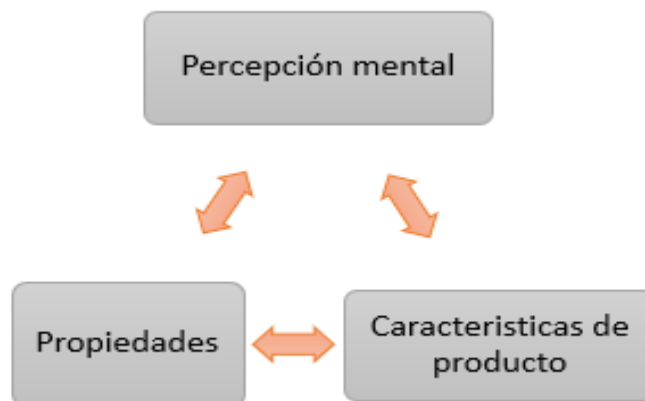 Percepción mental
Propiedades
Caracteristicas de
producto